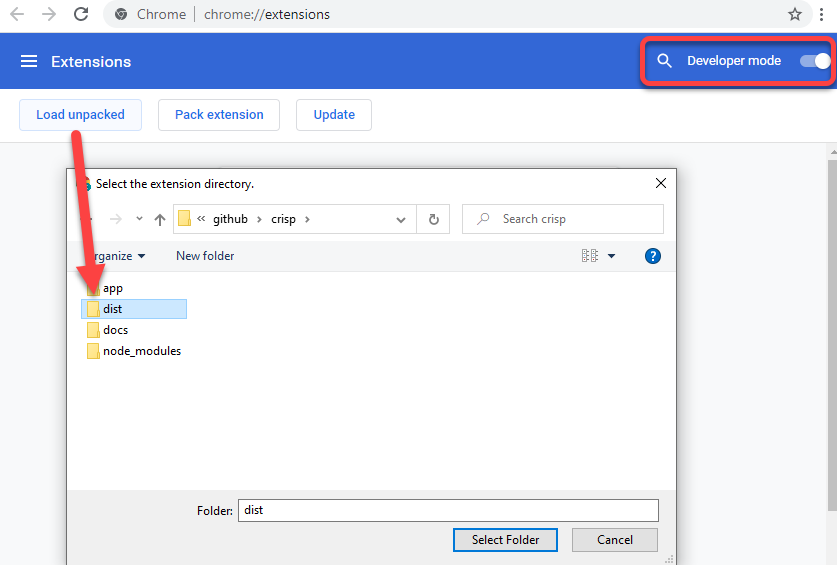 Chrome | chrome://extensions
Extensions
Developer mode
Load unpacked
Pack extension
Update
Select the extension directory.
« github › crisp ›
Search crisp
rganize
New folder
?
app
dist
docs
node_modules
Folder: dist
Select Folder
Cancel